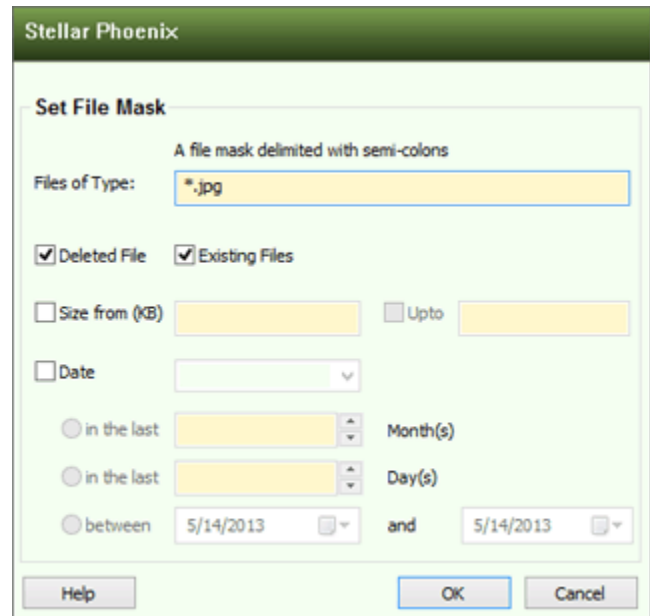 Stellar Phoenix
Set File Mask
A file mask delimited with semi-colons
Files of Type: *.jpg
Deleted File Existing Files
Size from (KB) Upto
Date
in the last Month(s)
in the last Day(s)
between 5/14/2013 and 5/14/2013
Help OK Cancel